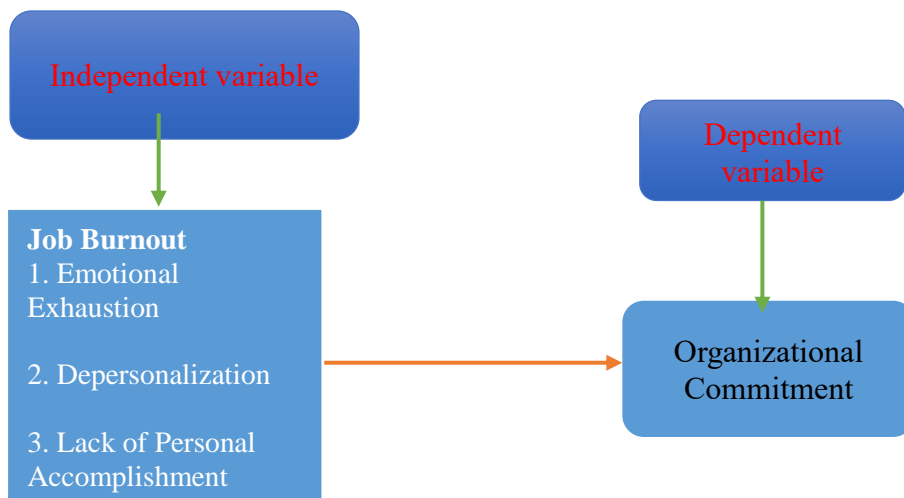 Independent variable
Dependent
variable
Job Burnout
1. Emotional
Exhaustion
2. Depersonalization
3. Lack of Personal
Accomplishment
Organizational
Commitment